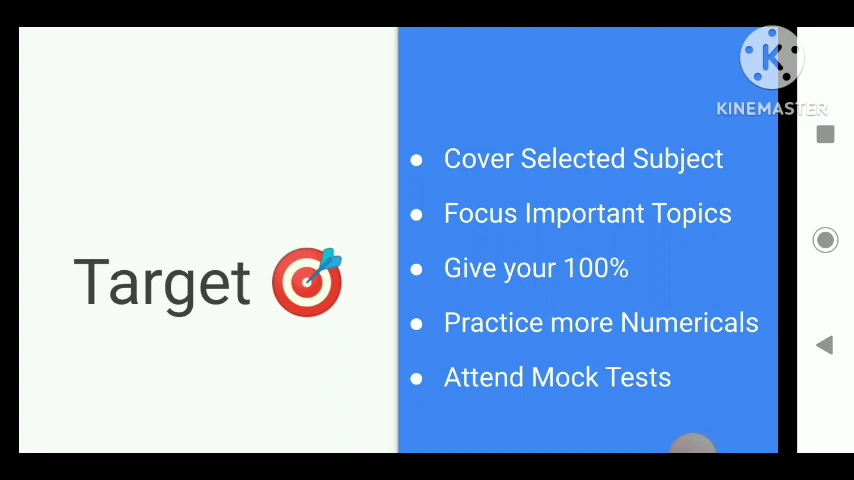 KINEMASTER
Cover Selected Subject
Focus Important Topics
Give your 100%
Practice more Numericals
Attend Mock Tests
Target 🎯